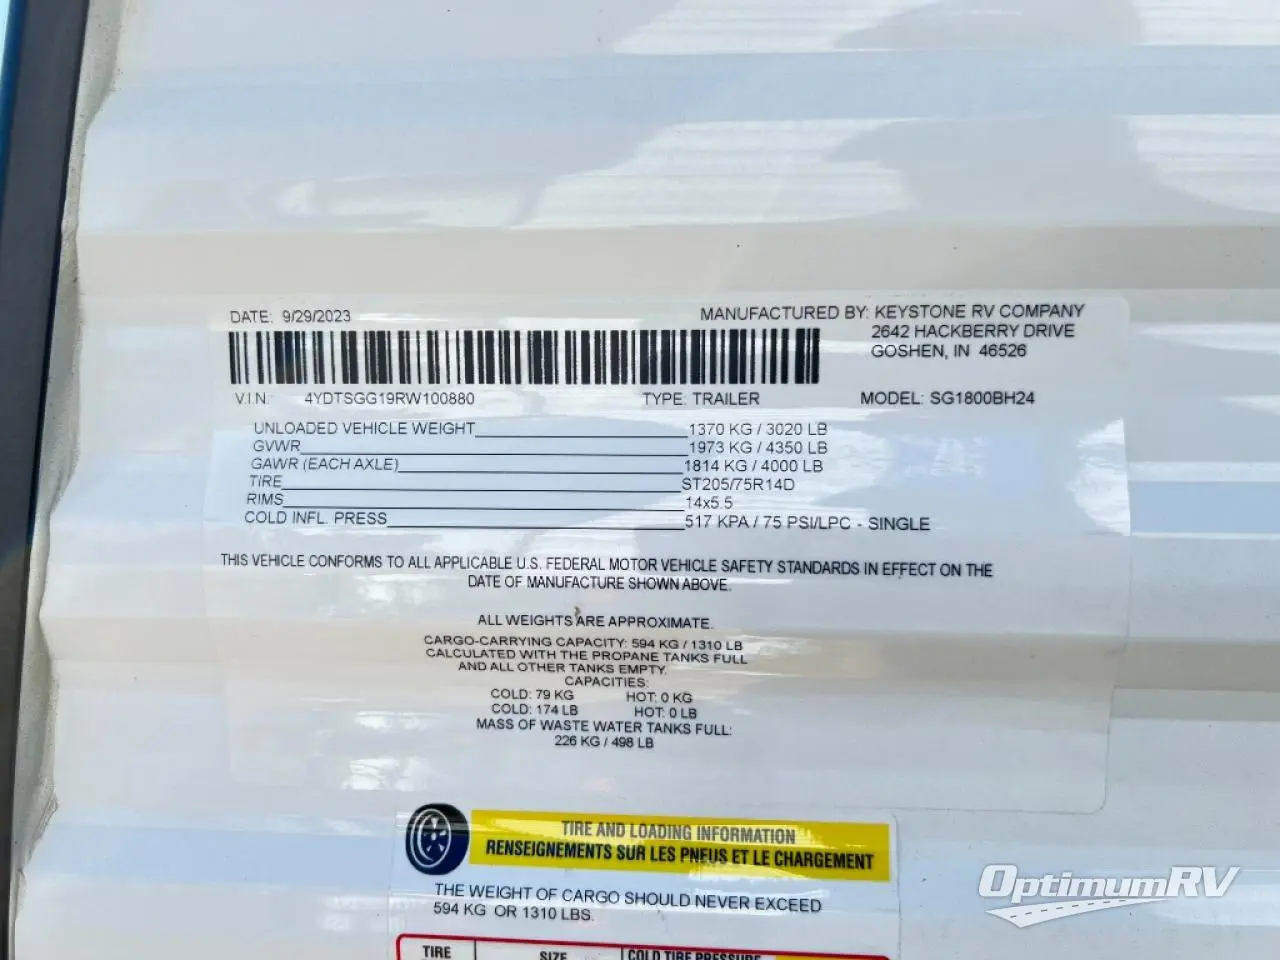 DATE: 9/29/2023
MANUFACTURED BY: KEYSTONE RV COMPANY
2642 HACKBERRY DRIVE
GOSHEN, IN 46526
V.I.N. 4YDTSGG19RW100880 TYPE: TRAILER MODEL: SG1800BH24
UNLOADED VEHICLE WEIGHT 1370 KG / 3020 LB
GVWR 1973 KG / 4350 LB
GAWR (EACH AXLE) 1814 KG / 4000 LB
TIRE ST205/75R14D
RIMS 14x5.5
COLD INFL. PRESS 517 KPA / 75 PSI/LPC - SINGLE
THIS VEHICLE CONFORMS TO ALL APPLICABLE U.S. FEDERAL MOTOR VEHICLE SAFETY STANDARDS IN EFFECT ON THE
DATE OF MANUFACTURE SHOWN ABOVE.
ALL WEIGHTS ARE APPROXIMATE.
CARGO-CARRYING CAPACITY: 594 KG / 1310 LB
CALCULATED WITH THE PROPANE TANKS FULL
AND ALL OTHER TANKS EMPTY.
CAPACITIES:
COLD: 79 KG HOT: 0 KG
COLD: 174 LB HOT: 0 LB
MASS OF WASTE WATER TANKS FULL:
226 KG / 498 LB
TIRE AND LOADING INFORMATION
RENSEIGNEMENTS SUR LES PNEUS ET LE CHARGEMENT
THE WEIGHT OF CARGO SHOULD NEVER EXCEED
594 KG OR 1310 LBS.
TIRE SIZE COLD TIRE PRESSURE
OptimumRV